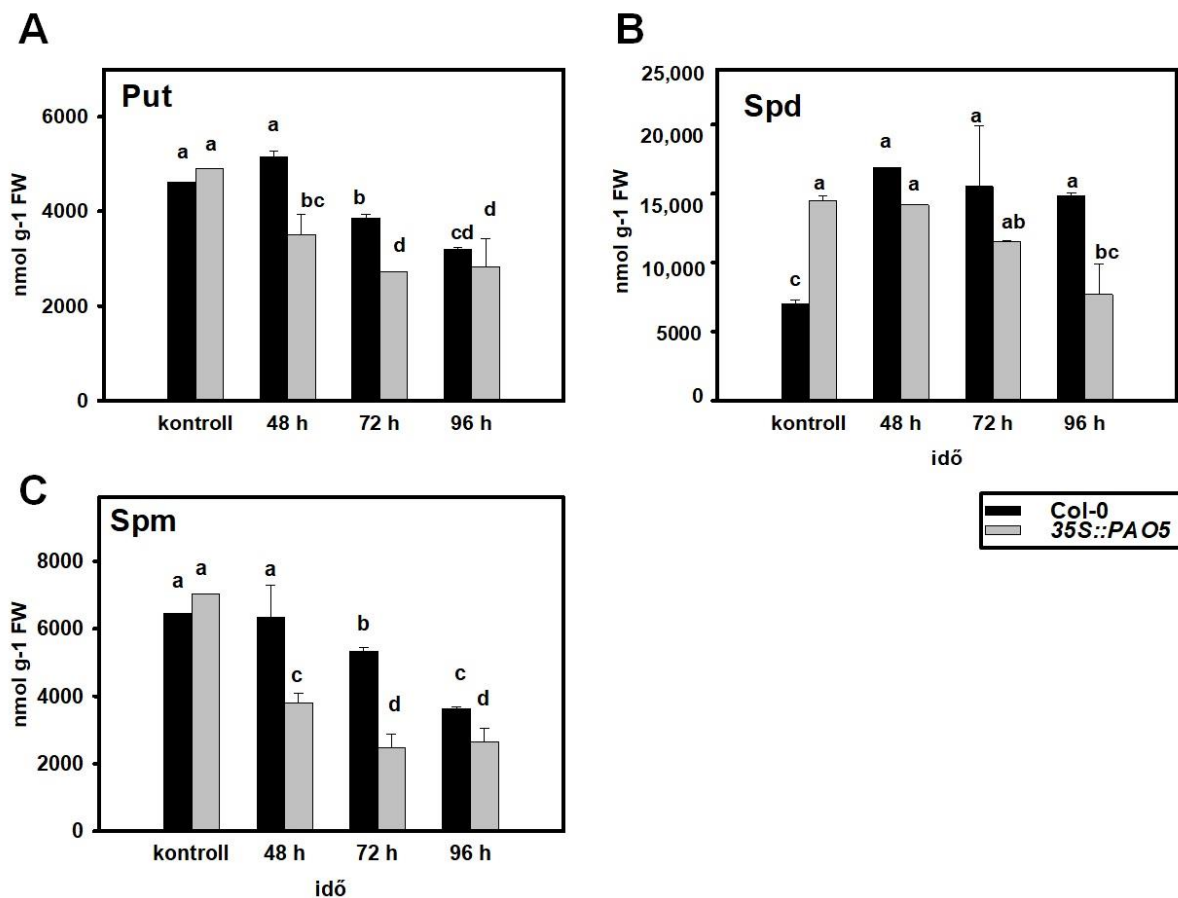 A
Put
nmol g-1 FW
6000
4000
2000
0
a
a
a
bc
b
d
cd
d
kontroll
48 h
72 h
96 h
B
Spd
nmol g-1 FW
25,000
20,000
15,000
10,000
5000
0
c
a
a
a
a
ab
a
bc
kontroll
48 h
72 h
96 h
idő
C
Spm
nmol g-1 FW
8000
6000
4000
2000
0
a
a
a
c
b
d
c
d
kontroll
48 h
72 h
96 h
idő
Col-0
35S::PAO5